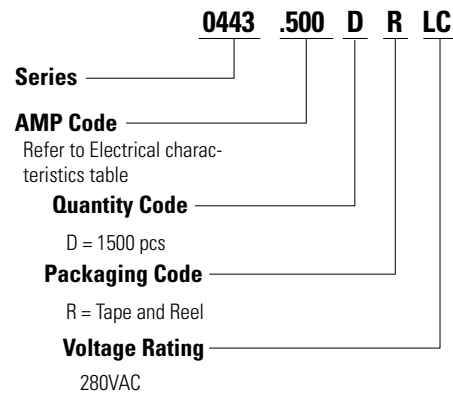 0443 .500 D R LC
Series
AMP Code
Refer to Electrical charac-
teristics table
Quantity Code
D = 1500 pcs
Packaging Code
R = Tape and Reel
Voltage Rating
280VAC